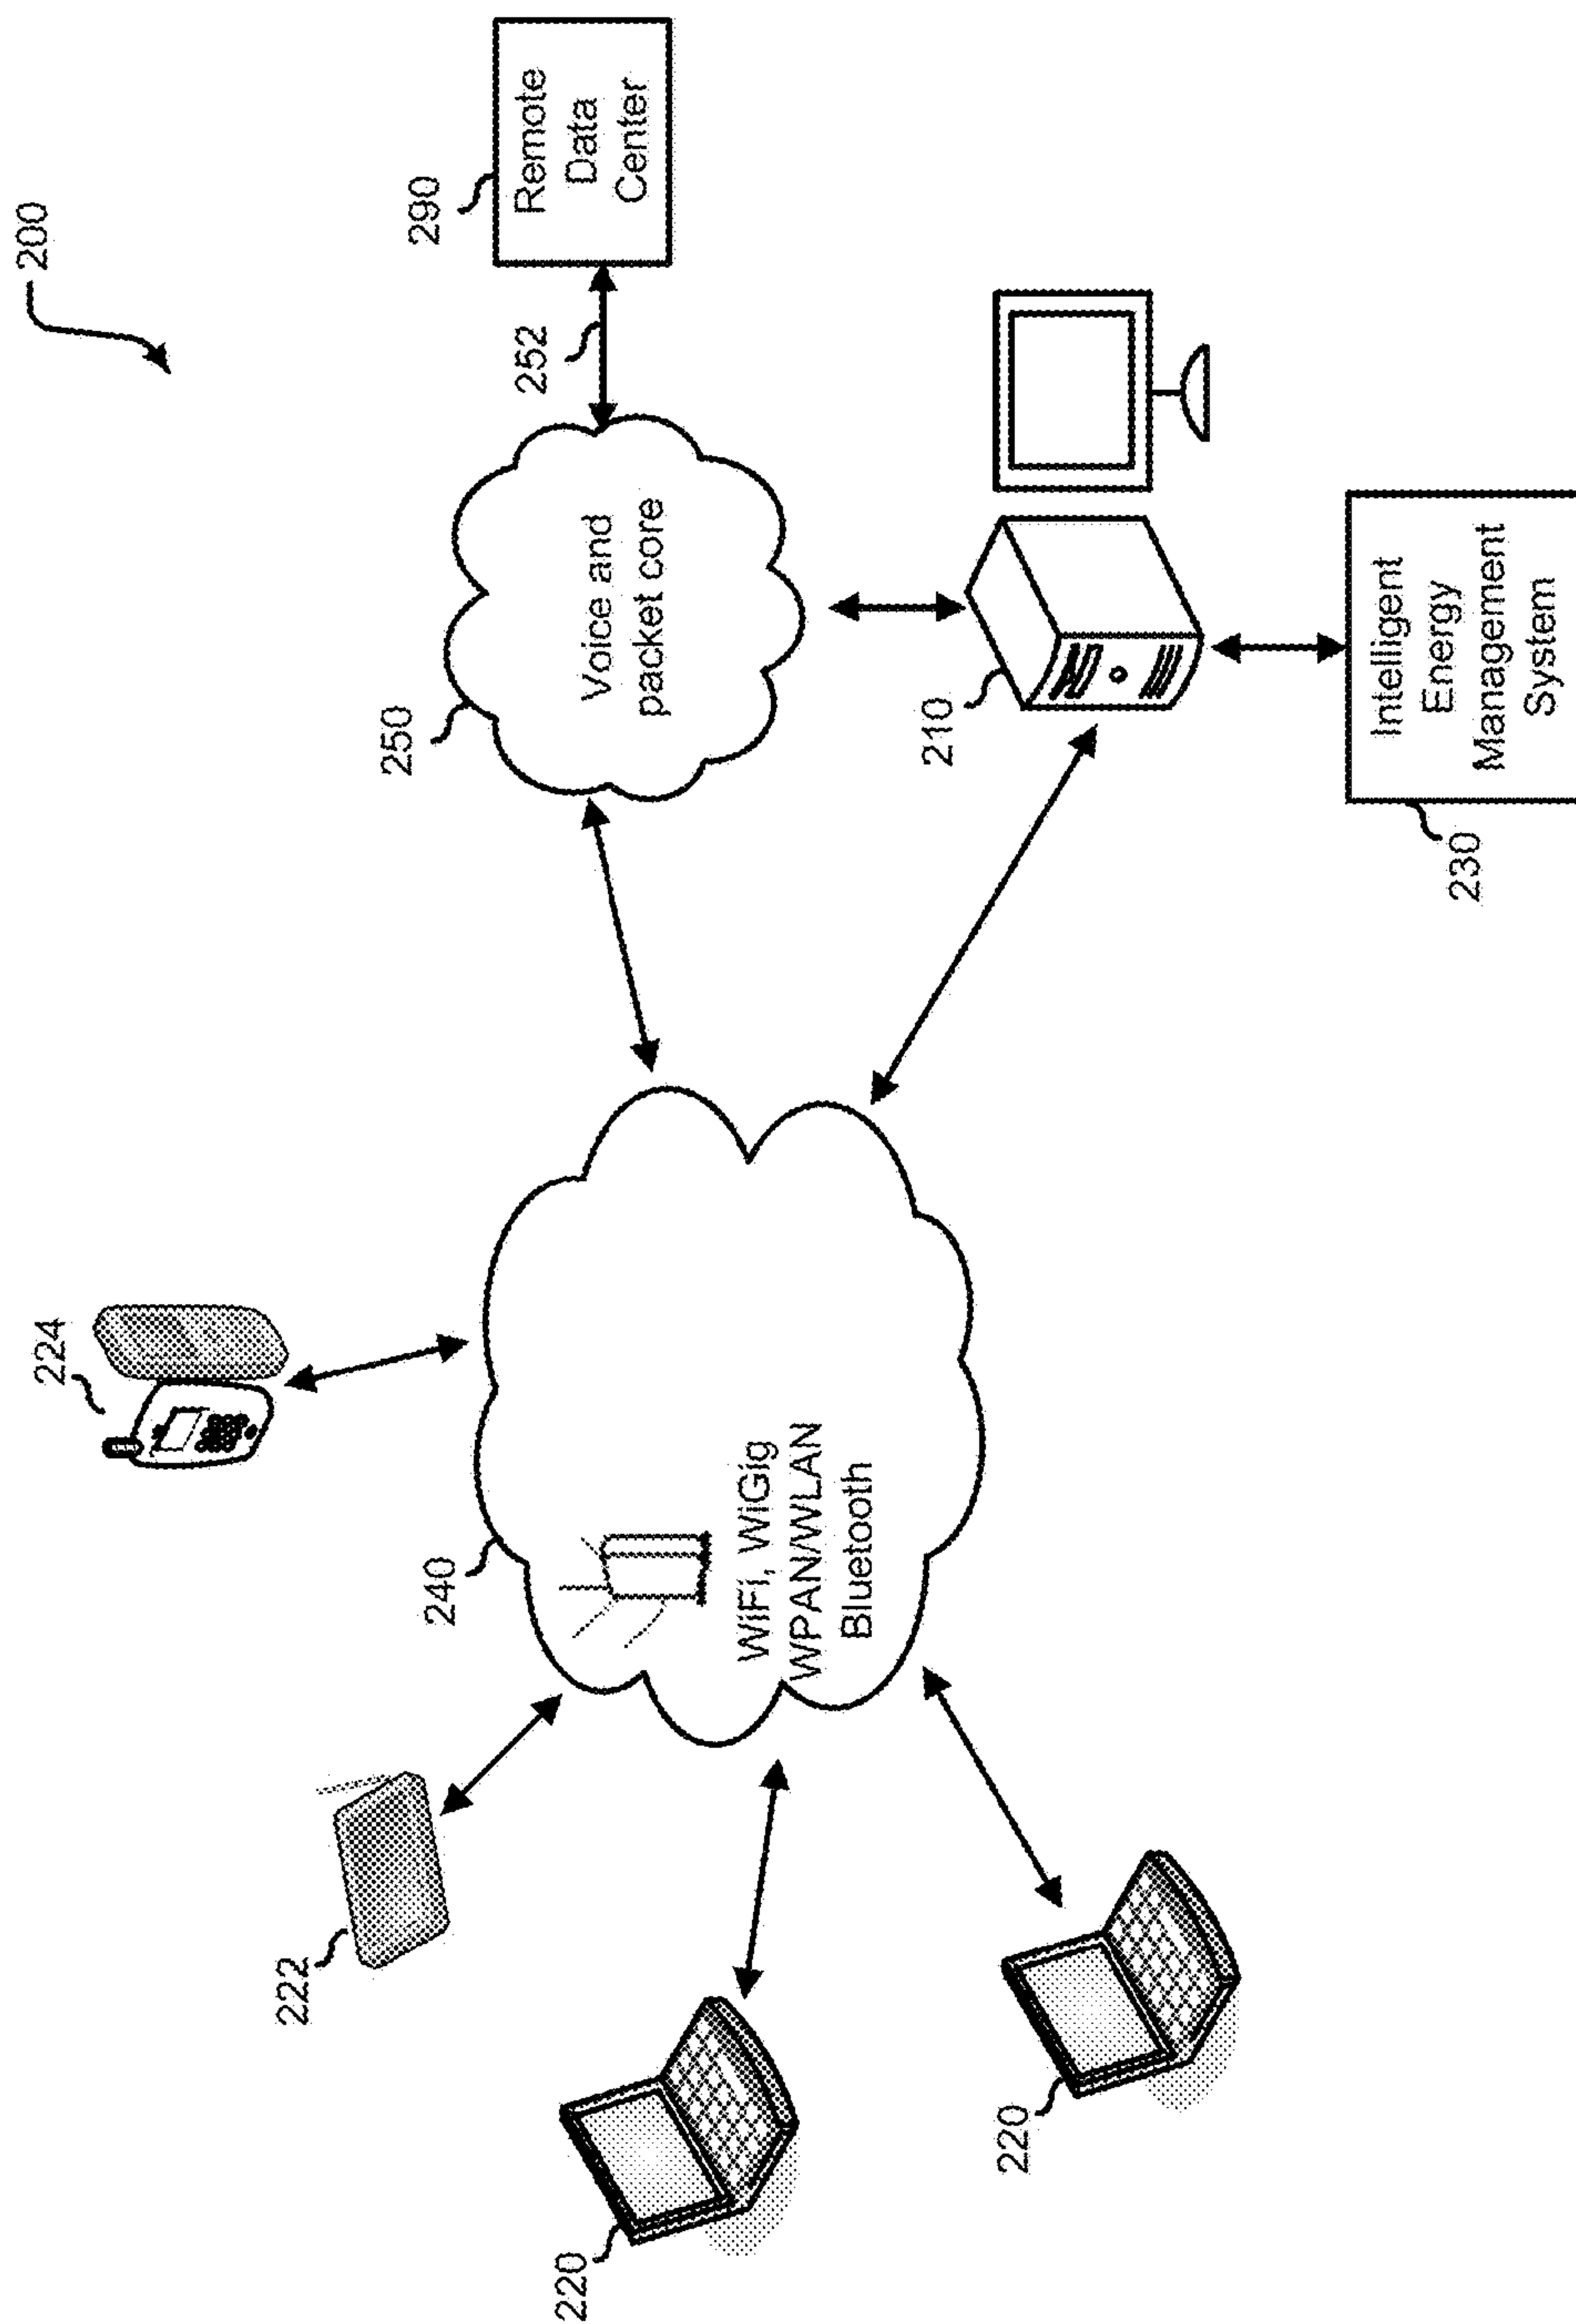 200
224
290
Remote
Data
Center
252
250
Voice and
packet core
222
240
WiFi, WiGig
WPAN/WLAN
Bluetooth
210
220
220
230
Intelligent
Energy
Management
System